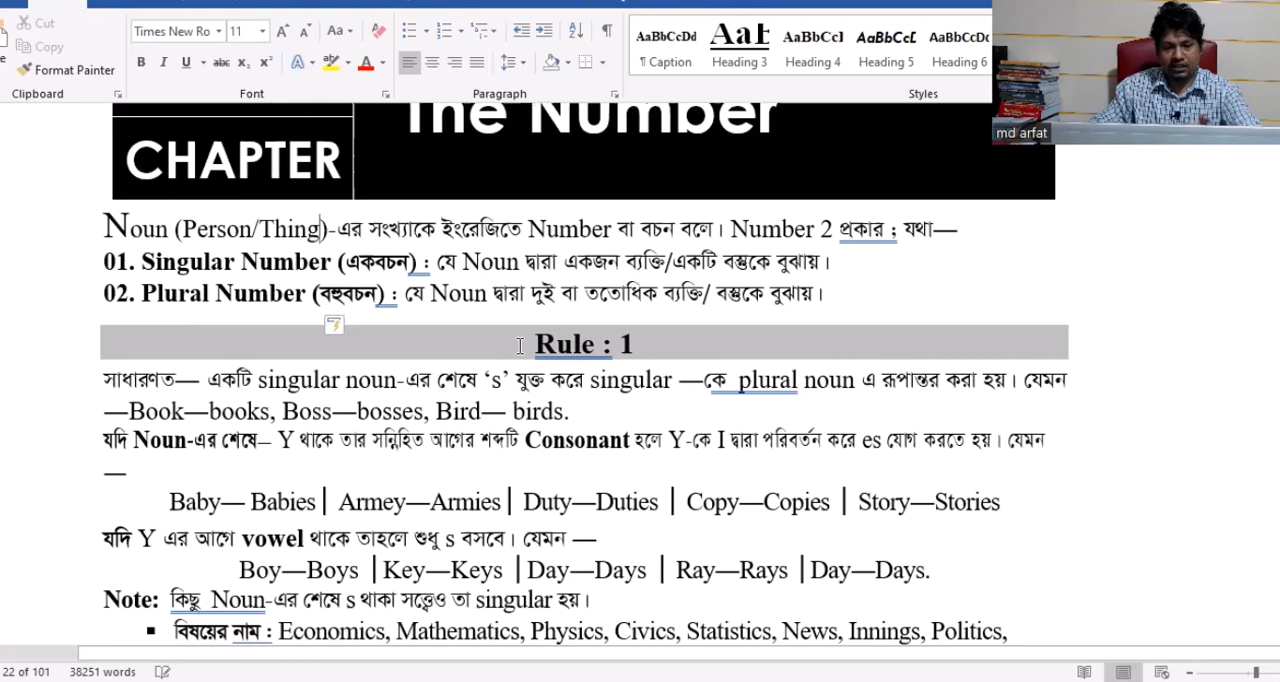 Cut
Copy
Format Painter
Clipboard
Times New Ro
11
Aa
B I U abc x₂ x²
A
Font
Paragraph
AaBbCcDd AaB AaBbCcI AaBbCcD AaBbCcDc
¶ Caption Heading 3 Heading 4 Heading 5 Heading 6
Styles
md arfat
The Number
CHAPTER
Noun (Person/Thing)-এর সংখ্যাকে ইংরেজিতে Number বা বচন বলে। Number 2 প্রকার ; যথা—
01. Singular Number (একবচন) : যে Noun দ্বারা একজন ব্যক্তি/একটি বস্তুকে বুঝায়।
02. Plural Number (বহুবচন) : যে Noun দ্বারা দুই বা ততোধিক ব্যক্তি/ বস্তুকে বুঝায়।
Rule : 1
সাধারণত— একটি singular noun-এর শেষে ‘s’ যুক্ত করে singular —কে plural noun এ রূপান্তর করা হয়। যেমন
—Book—books, Boss—bosses, Bird— birds.
যদি Noun-এর শেষে– Y থাকে তার সন্নিহিত আগের শব্দটি Consonant হলে Y-কে I দ্বারা পরিবর্তন করে es যোগ করতে হয়। যেমন
—
Baby— Babies| Armey—Armies| Duty—Duties | Copy—Copies | Story—Stories
যদি Y এর আগে vowel থাকে তাহলে শুধু s বসবে। যেমন —
Boy—Boys |Key—Keys |Day—Days | Ray—Rays |Day—Days.
Note: কিছু Noun-এর শেষে s থাকা সত্ত্বেও তা singular হয়।
▪ বিষয়ের নাম : Economics, Mathematics, Physics, Civics, Statistics, News, Innings, Politics,
22 of 101 38251 words